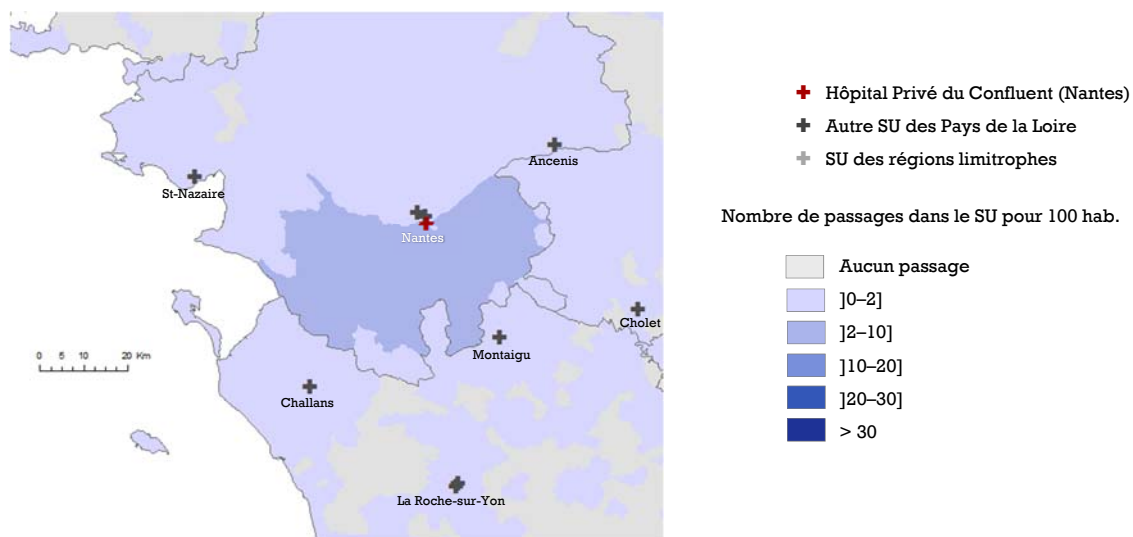 Hôpital Privé du Confluent (Nantes)
Autre SU des Pays de la Loire
SU des régions limitrophes
Ancenis
St-Nazaire
Nantes
Nombre de passages dans le SU pour 100 hab.
Aucun passage
]0–2]
]2–10]
]10–20]
]20–30]
> 30
Cholet
Montaigu
0 5 10 20 Km
Challans
La Roche-sur-Yon